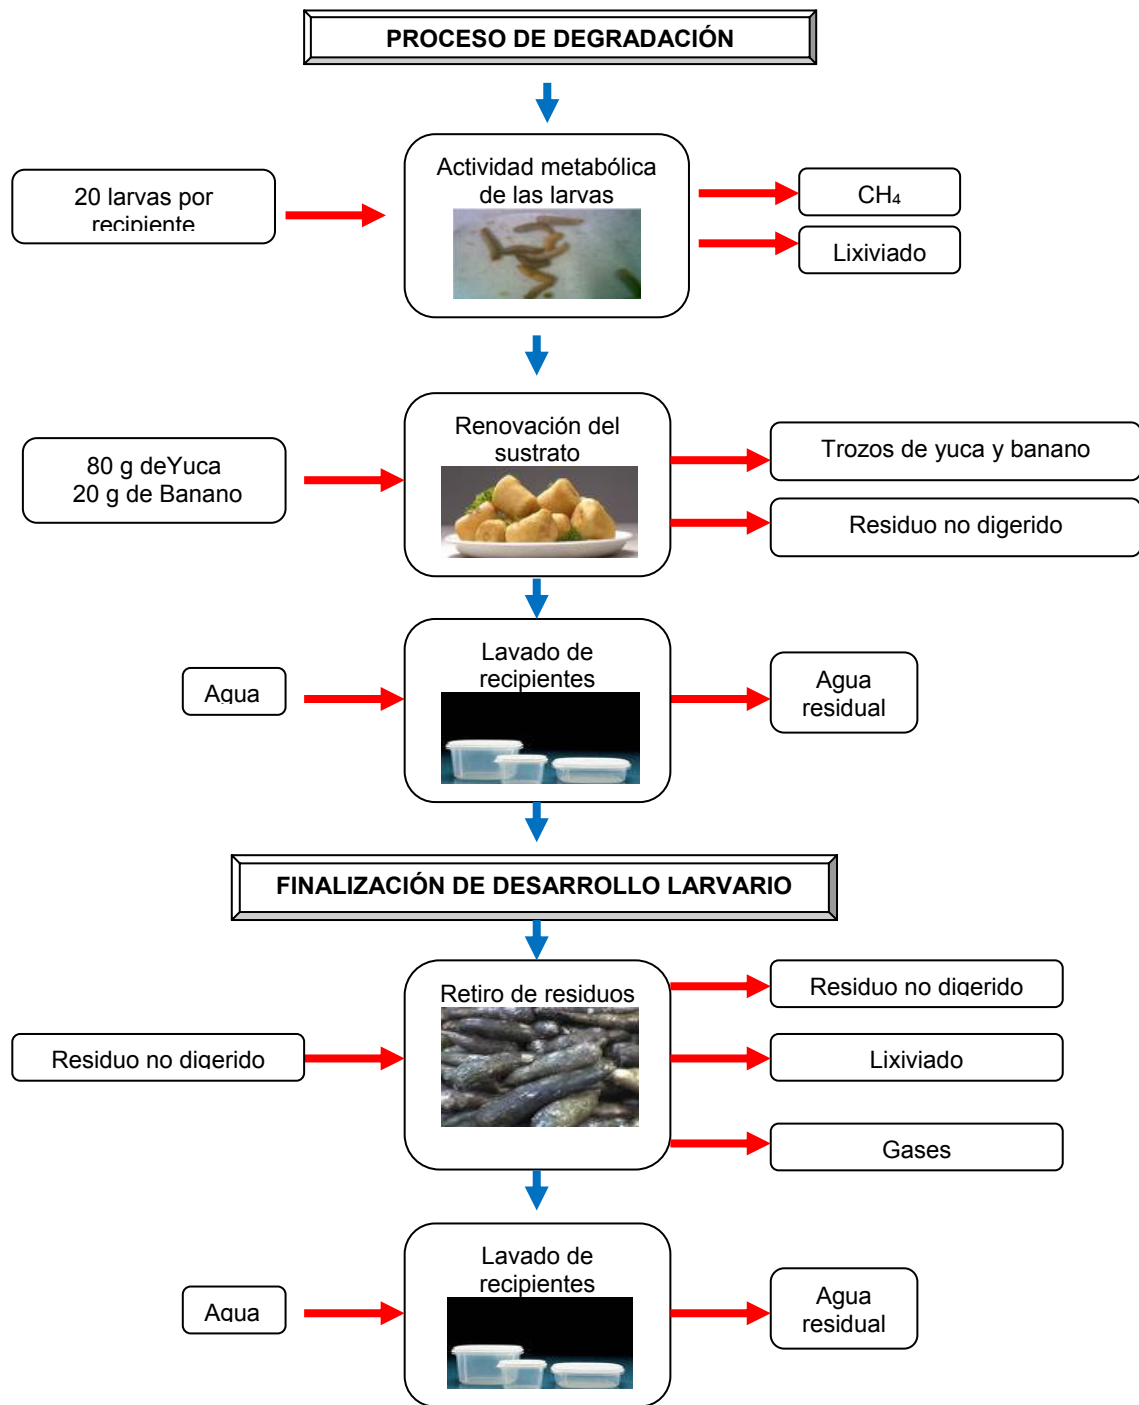 PROCESO DE DEGRADACIÓN
20 larvas por
recipiente
Actividad metabólica
de las larvas
CH₄
Lixiviado
80 g deYuca
20 g de Banano
Renovación del
sustrato
Trozos de yuca y banano
Residuo no digerido
Agua
Lavado de
recipientes
Agua
residual
FINALIZACIÓN DE DESARROLLO LARVARIO
Residuo no digerido
Retiro de residuos
Residuo no digerido
Lixiviado
Gases
Agua
Lavado de
recipientes
Agua
residual